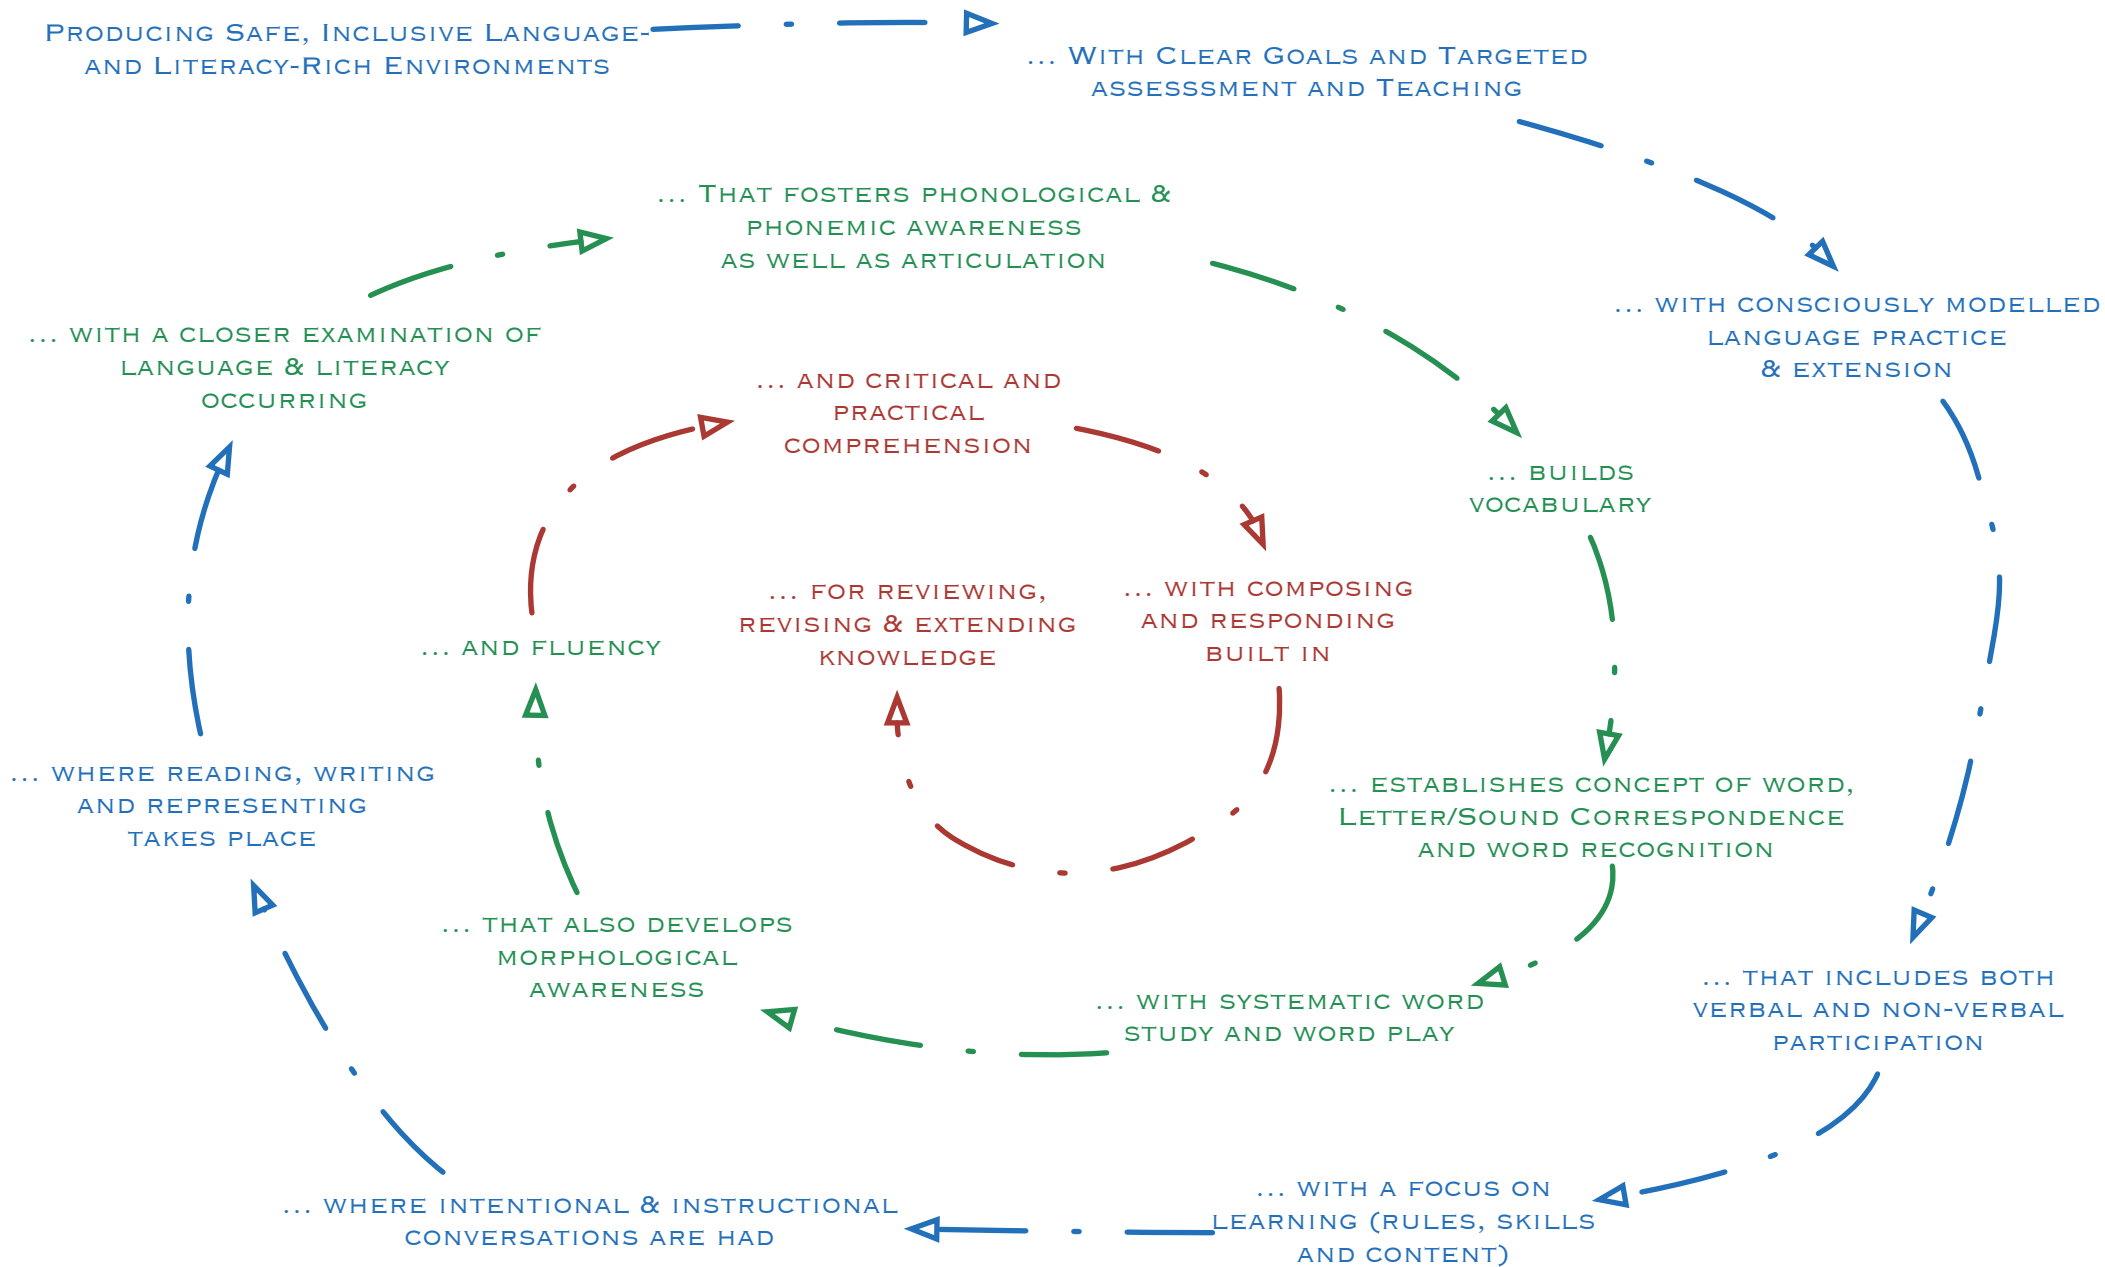 Producing Safe, Inclusive Language-
and Literacy-Rich Environments
... With Clear Goals and Targeted
assesssment and Teaching
... with consciously modelled
language practice
& extension
... that includes both
verbal and non-verbal
participation
... with a focus on
learning (rules, skills
and content)
... where intentional & instructional
conversations are had
... where reading, writing
and representing
takes place
... with a closer examination of
language & literacy
occurring
... That fosters phonological &
phonemic awareness
as well as articulation
... builds
vocabulary
... establishes concept of word,
Letter/Sound Correspondence
and word recognition
... with systematic word
study and word play
... that also develops
morphological
awareness
... and fluency
... and critical and
practical
comprehension
... with composing
and responding
built in
... for reviewing,
revising & extending
knowledge